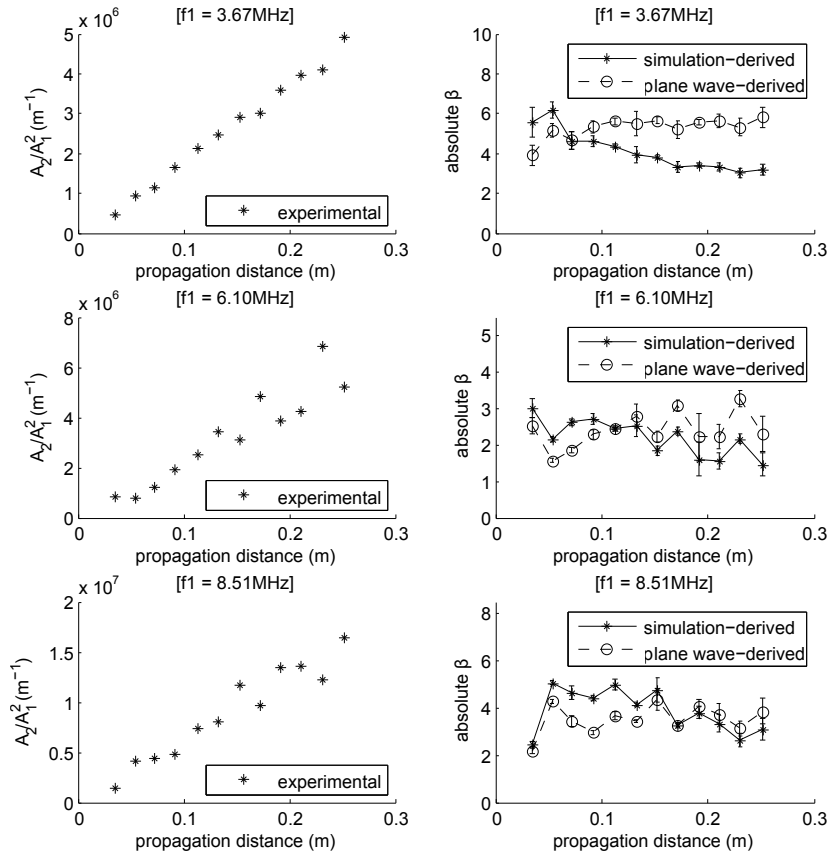 [f1 = 3.67MHz]
x 10^6
5
4
3
2
1
0
A_2/A_1^2 (m^−1)
experimental
0 0.1 0.2 0.3
propagation distance (m)
[f1 = 3.67MHz]
10
8
6
4
2
0
absolute β
simulation−derived
plane wave−derived
0 0.1 0.2 0.3
propagation distance (m)
[f1 = 6.10MHz]
x 10^6
8
6
4
2
0
A_2/A_1^2 (m^−1)
experimental
0 0.1 0.2 0.3
propagation distance (m)
[f1 = 6.10MHz]
5
4
3
2
1
0
absolute β
simulation−derived
plane wave−derived
0 0.1 0.2 0.3
propagation distance (m)
[f1 = 8.51MHz]
x 10^7
2
1.5
1
0.5
0
A_2/A_1^2 (m^−1)
experimental
0 0.1 0.2 0.3
propagation distance (m)
[f1 = 8.51MHz]
8
6
4
2
0
absolute β
simulation−derived
plane wave−derived
0 0.1 0.2 0.3
propagation distance (m)